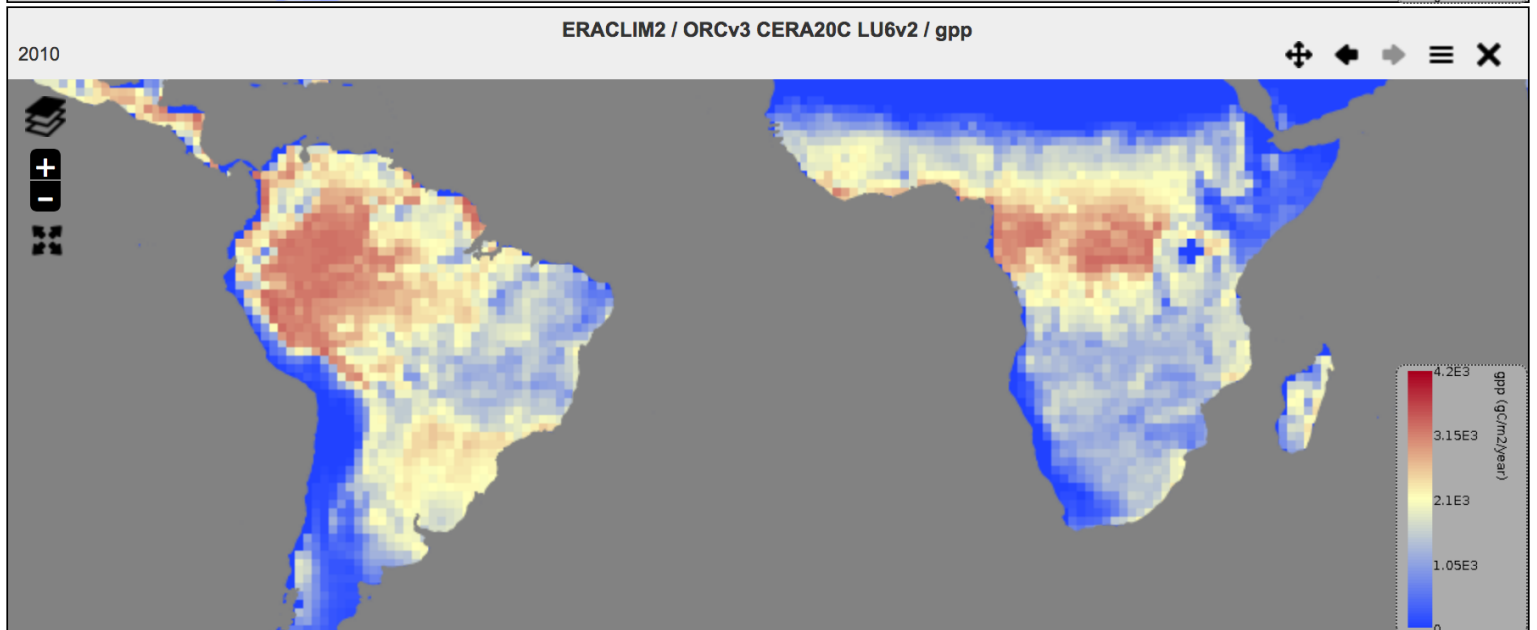 ERACLIM2 / ORCv3 CERA20C LU6v2 / gpp
2010
+
−
4.2E3
3.15E3
2.1E3
1.05E3
0
gpp (gC/m2/year)